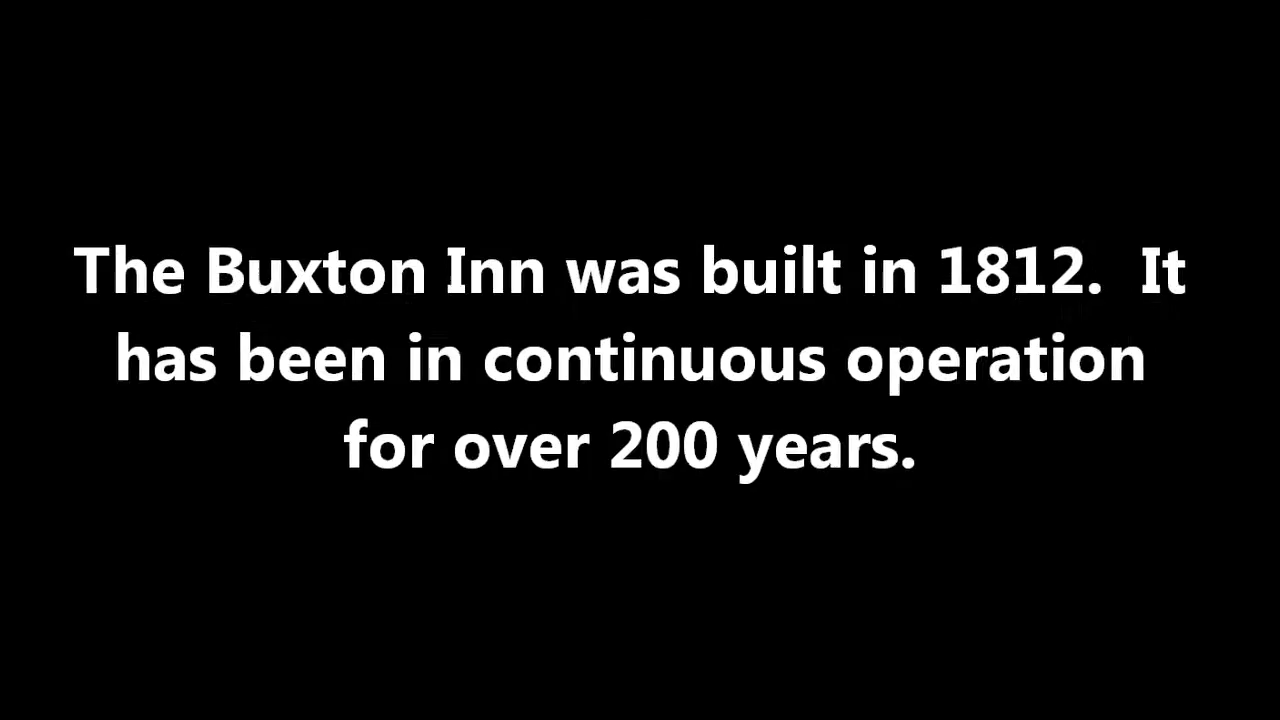 The Buxton Inn was built in 1812.  It
has been in continuous operation
for over 200 years.